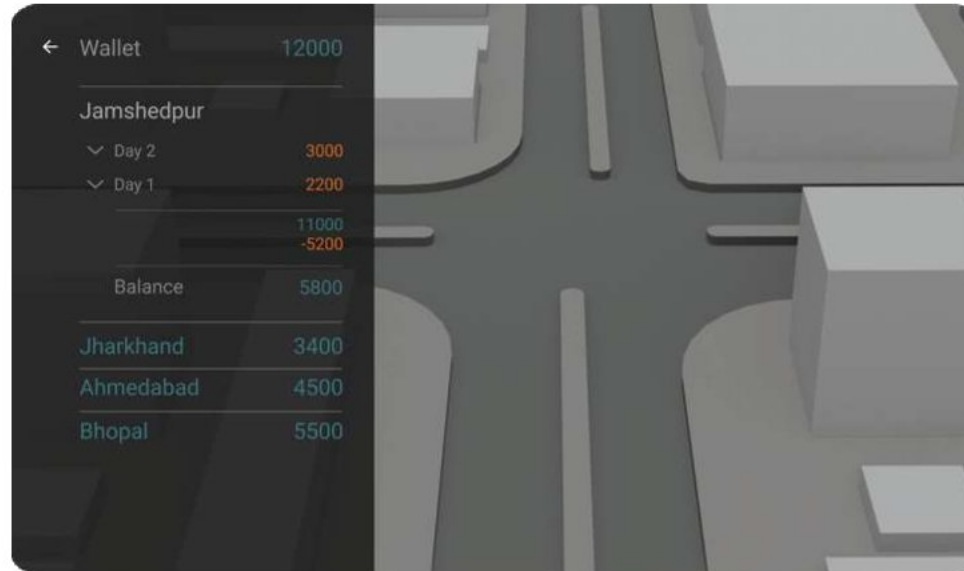 Wallet 12000
Jamshedpur
Day 2 3000
Day 1 2200
11000
-5200
Balance 5800
Jharkhand 3400
Ahmedabad 4500
Bhopal 5500